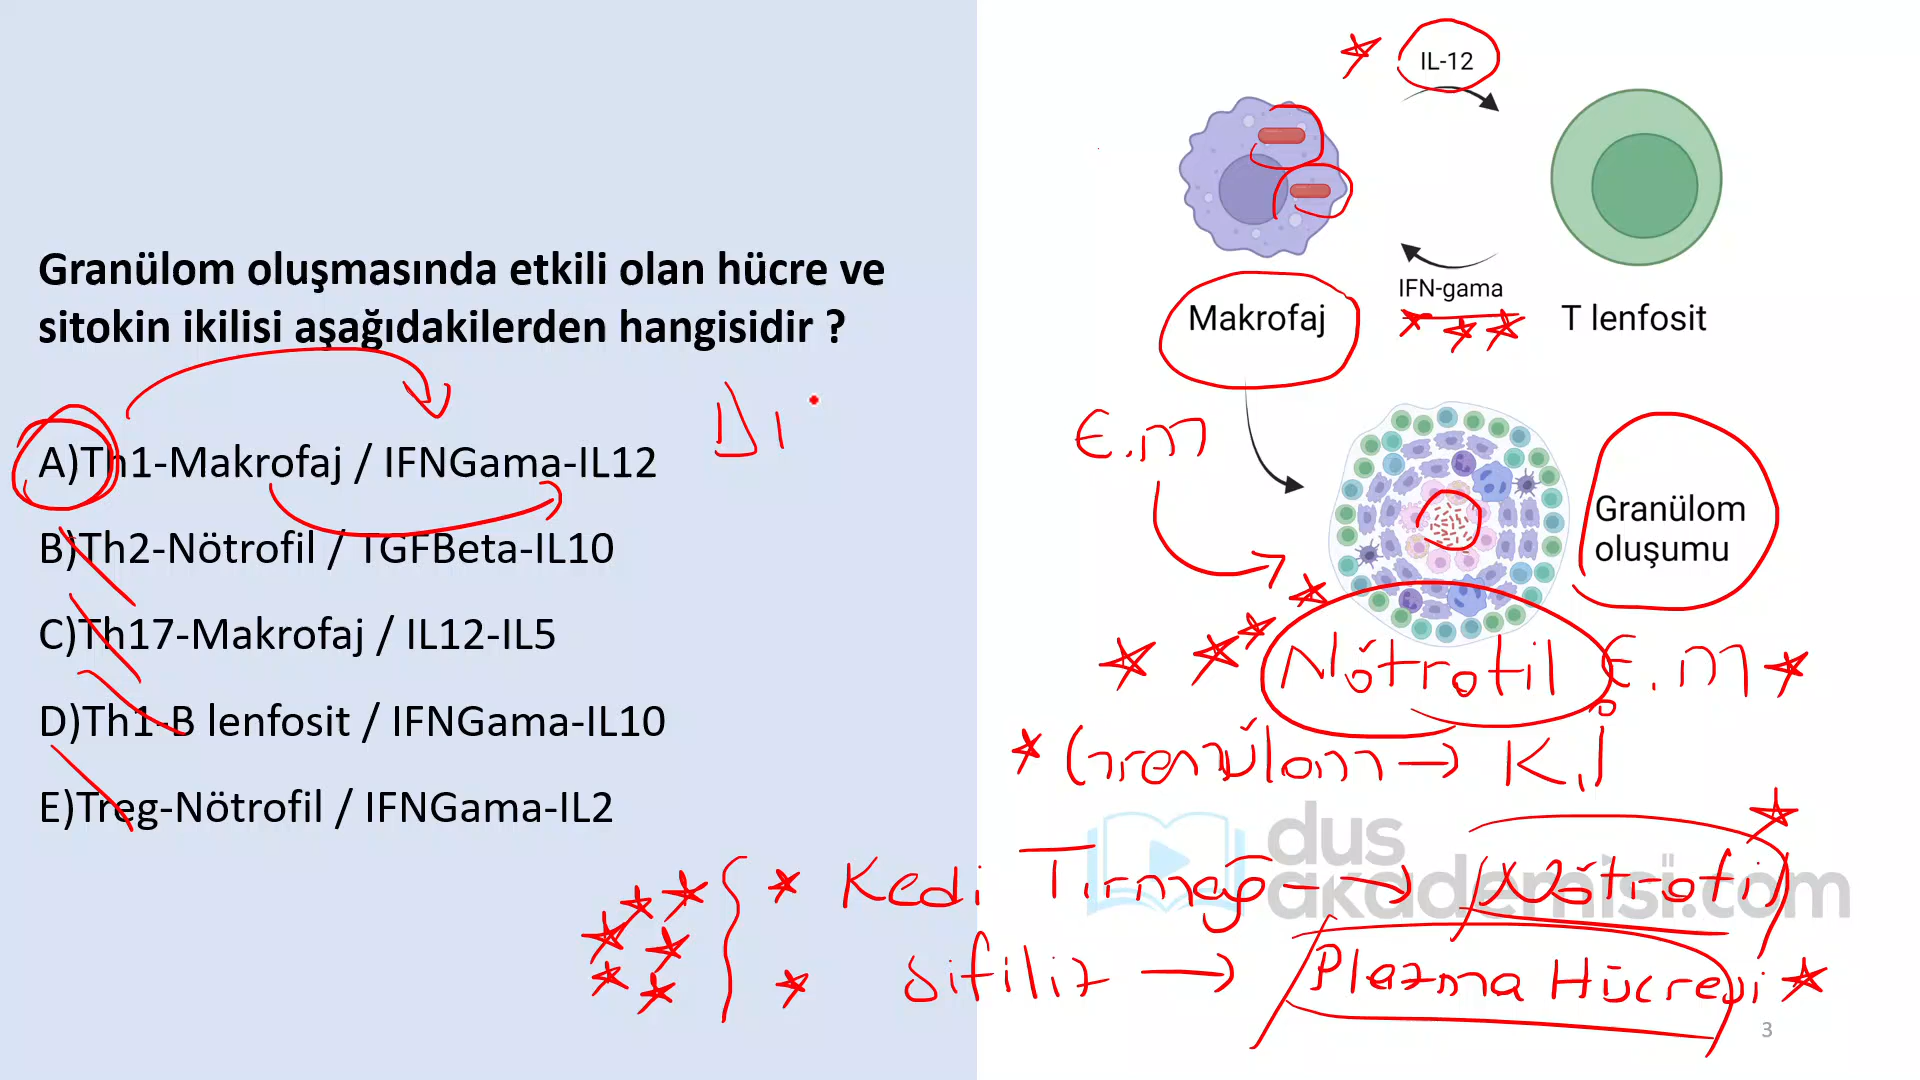 Granülom oluşmasında etkili olan hücre ve
sitokin ikilisi aşağıdakilerden hangisidir ?
A)Th1-Makrofaj / IFNGama-IL12
B)Th2-Nötrofil / TGFBeta-IL10
C)Th17-Makrofaj / IL12-IL5
D)Th1-B lenfosit / IFNGama-IL10
E)Treg-Nötrofil / IFNGama-IL2
IL-12
IFN-gama
Makrofaj
T lenfosit
E.M
Granülom
oluşumu
Nötrofil E.M
Granülom → K.İ
dus
akademisi.com
Kedi Tırmığı → Nötrofil
Sifiliz → Plazma Hücresi
3